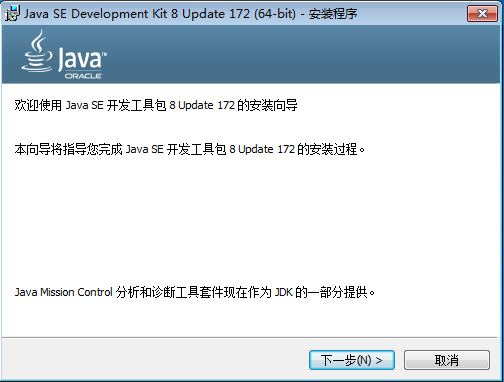 Java SE Development Kit 8 Update 172 (64-bit) - 安装程序
Java™
ORACLE
欢迎使用 Java SE 开发工具包 8 Update 172 的安装向导
本向导将指导您完成 Java SE 开发工具包 8 Update 172 的安装过程。
Java Mission Control 分析和诊断工具套件现在作为 JDK 的一部分提供。
下一步(N) >
取消